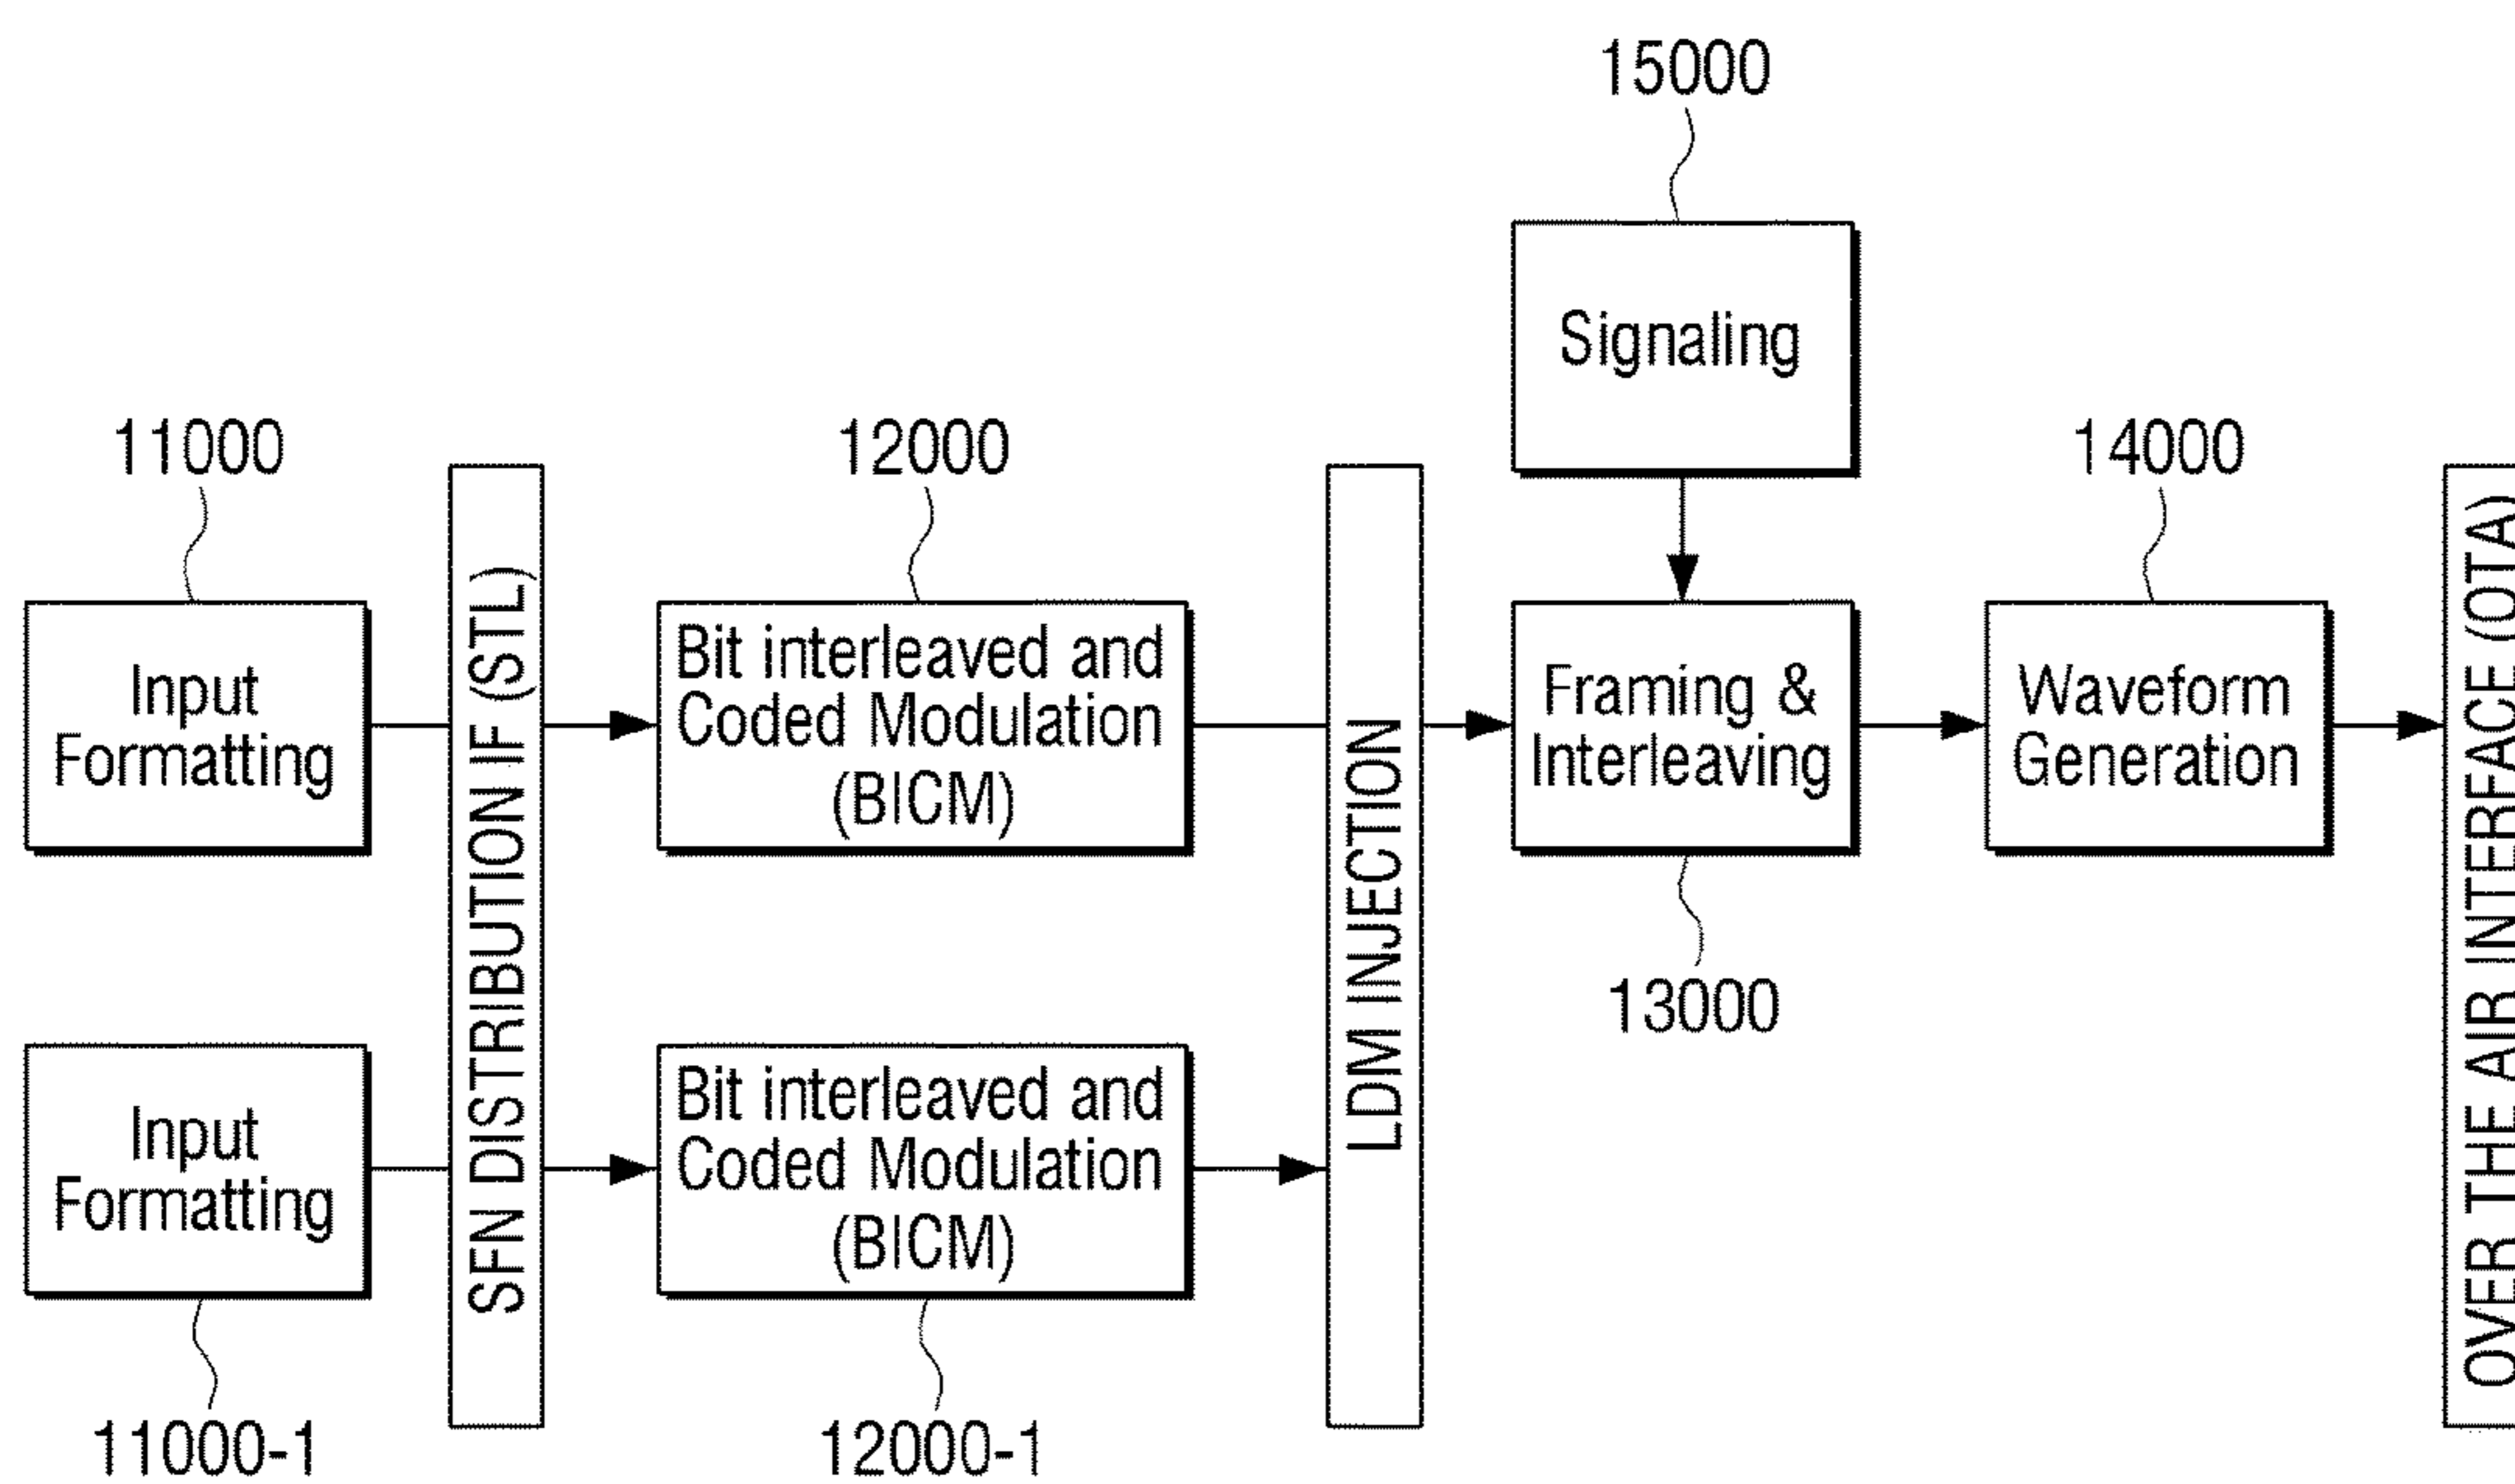 15000
Signaling
11000
12000
14000
Input
Formatting
SFN DISTRIBUTION IF (STL)
Bit interleaved and
Coded Modulation
(BICM)
LDM INJECTION
Framing &
Interleaving
Waveform
Generation
OVER THE AIR INTERFACE (OTA)
13000
Input
Formatting
Bit interleaved and
Coded Modulation
(BICM)
11000-1
12000-1